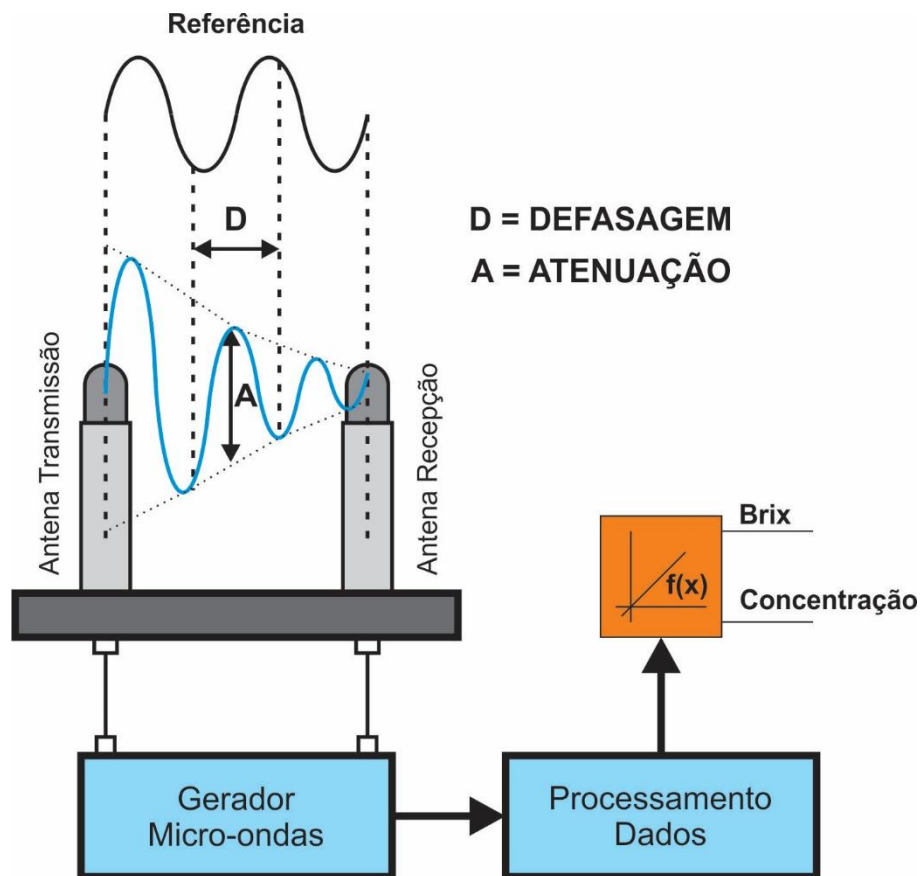 Referência
D
D = DEFASAGEM
A = ATENUAÇÃO
A
Antena Transmissão
Antena Recepção
Brix
f(x)
Concentração
Gerador
Micro-ondas
Processamento
Dados